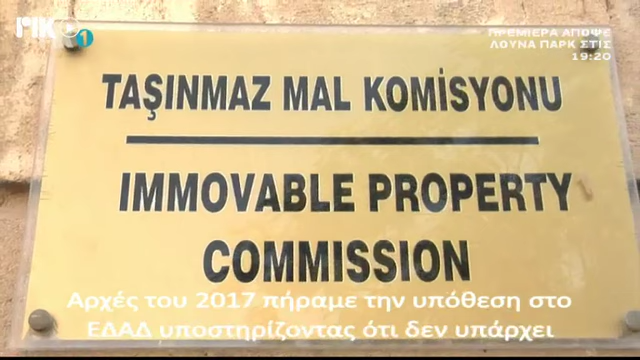 ΡΙΚ 1
ΠΡΕΜΙΕΡΑ ΑΠΟΨΕ
ΛΟΥΝΑ ΠΑΡΚ ΣΤΙΣ
19:20
TAŞINMAZ MAL KOMİSYONU
IMMOVABLE PROPERTY
COMMISSION
Αρχές του 2017 πήραμε την υπόθεση στο
ΕΔΑΔ υποστηρίζοντας ότι δεν υπάρχει